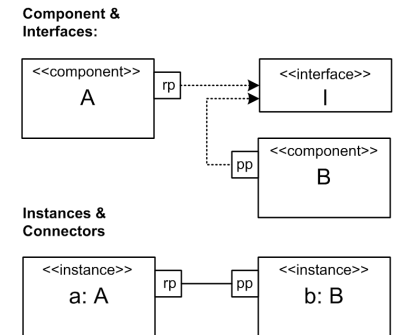 Component &
Interfaces:
<<component>>
A
rp
<<interface>>
I
pp
<<component>>
B
Instances &
Connectors
<<instance>>
a: A
rp
pp
<<instance>>
b: B